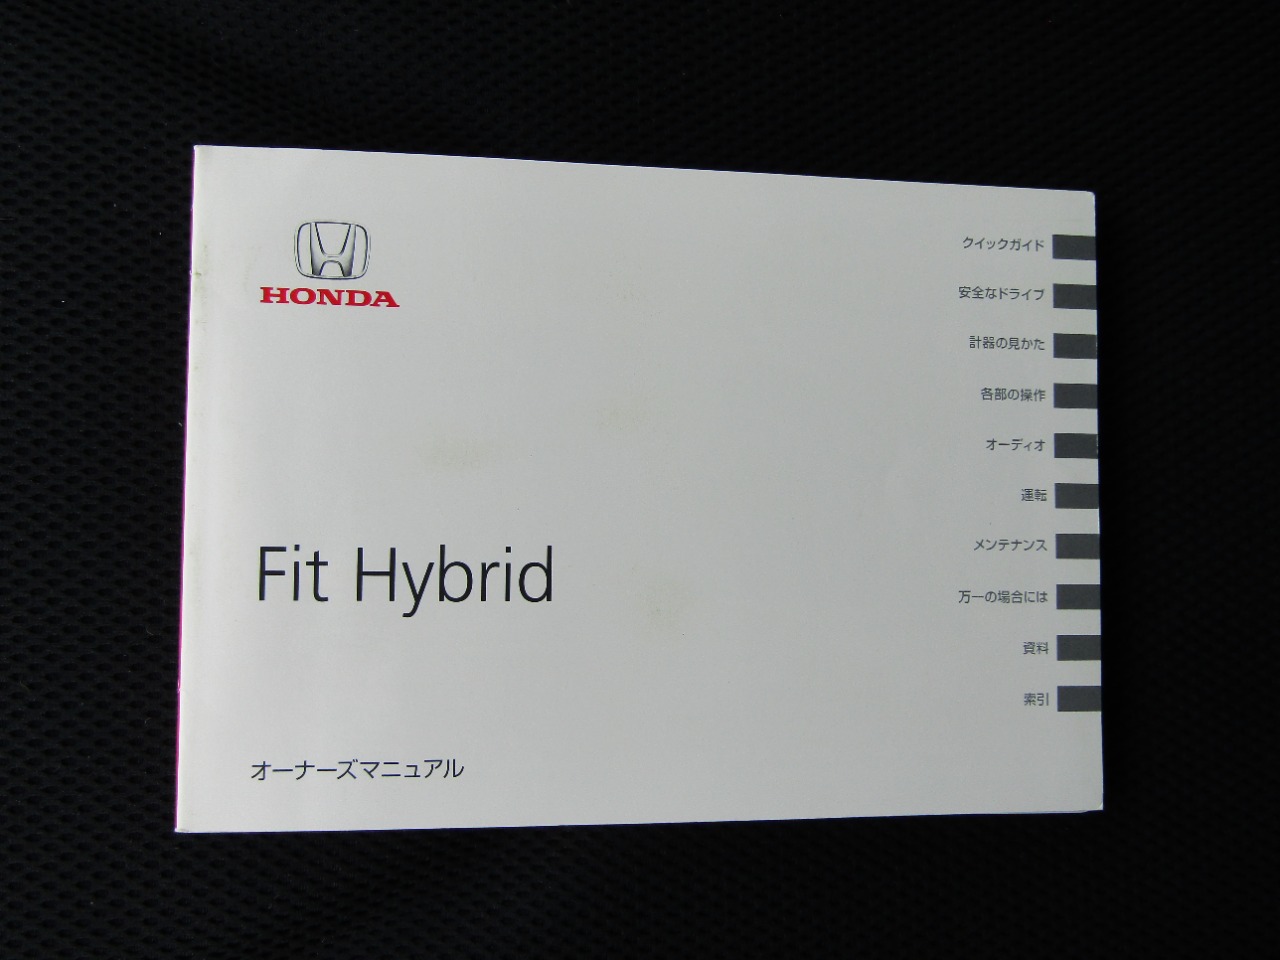 HONDA
クイックガイド
安全なドライブ
計器の見かた
各部の操作
オーディオ
運転
メンテナンス
万一の場合には
資料
索引
Fit Hybrid
オーナーズマニュアル